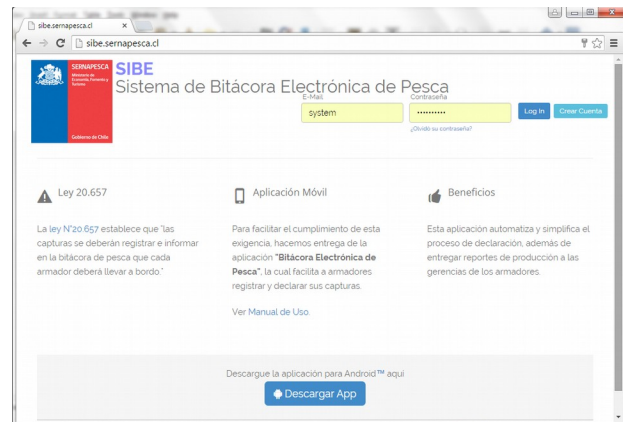 sibe.sernapesca.cl
sibe.sernapesca.cl
SERNAPESCA
Ministerio de
Economía, Fomento y
Turismo
Gobierno de Chile
SIBE
Sistema de Bitácora Electrónica de Pesca
E-Mail
Contraseña
system
Log In
Crear Cuenta
¿Olvidó su contraseña?
Ley 20.657
La ley N°20.657 establece que "las
capturas se deberán registrar e informar
en la bitácora de pesca que cada
armador deberá llevar a bordo."
Aplicación Móvil
Para facilitar el cumplimiento de esta
exigencia, hacemos entrega de la
aplicación "Bitácora Electrónica de
Pesca", la cual facilita a armadores
registrar y declarar sus capturas.
Ver Manual de Uso.
Beneficios
Esta aplicación automatiza y simplifica el
proceso de declaración, además de
entregar reportes de producción a las
gerencias de los armadores.
Descargue la aplicación para Android™ aquí
Descargar App